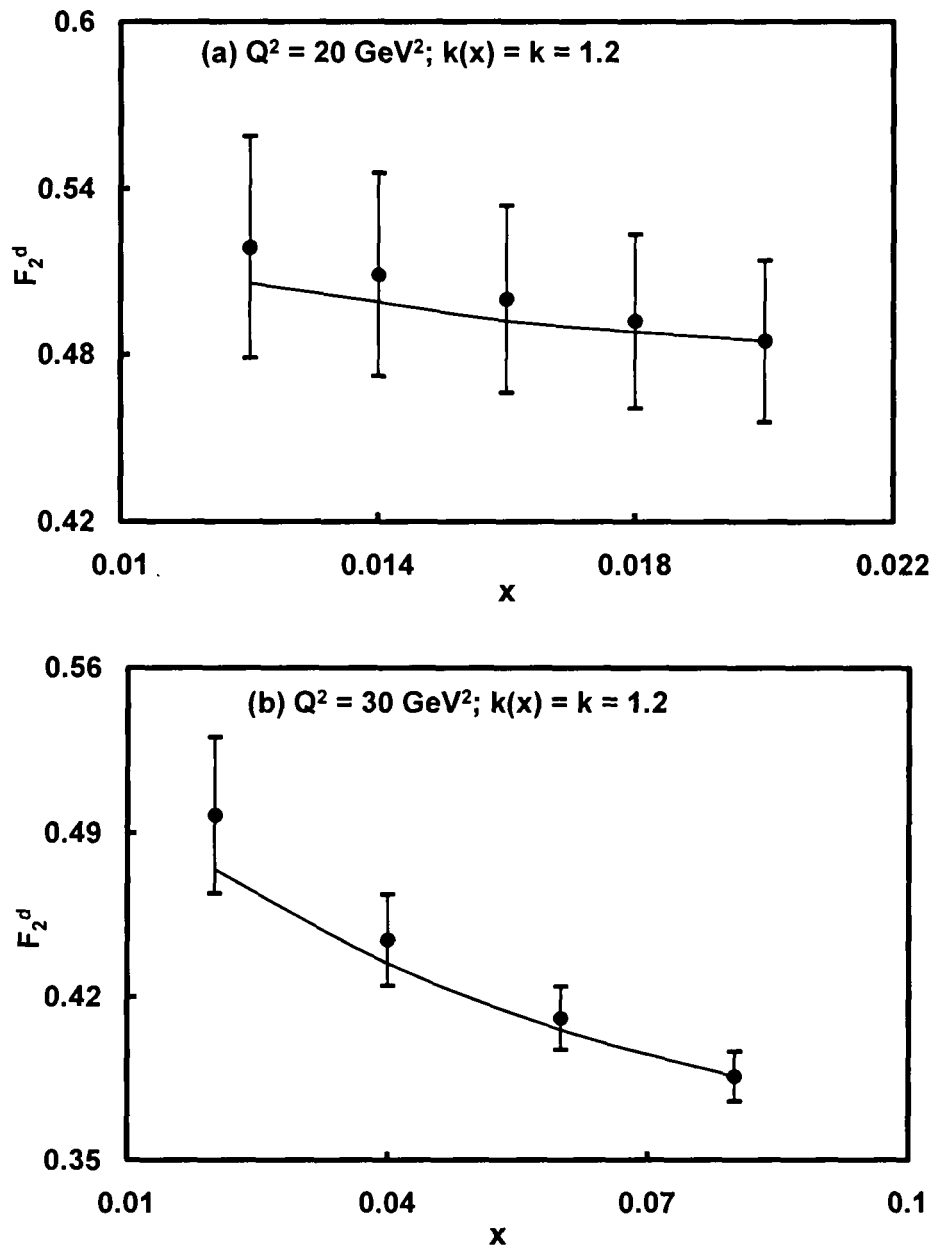 0.6
(a) Q² = 20 GeV²; k(x) = k = 1.2
0.54
F₂ᵈ
0.48
0.42
0.01 0.014 0.018 0.022
x
0.56
(b) Q² = 30 GeV²; k(x) = k = 1.2
0.49
F₂ᵈ
0.42
0.35
0.01 0.04 0.07 0.1
x